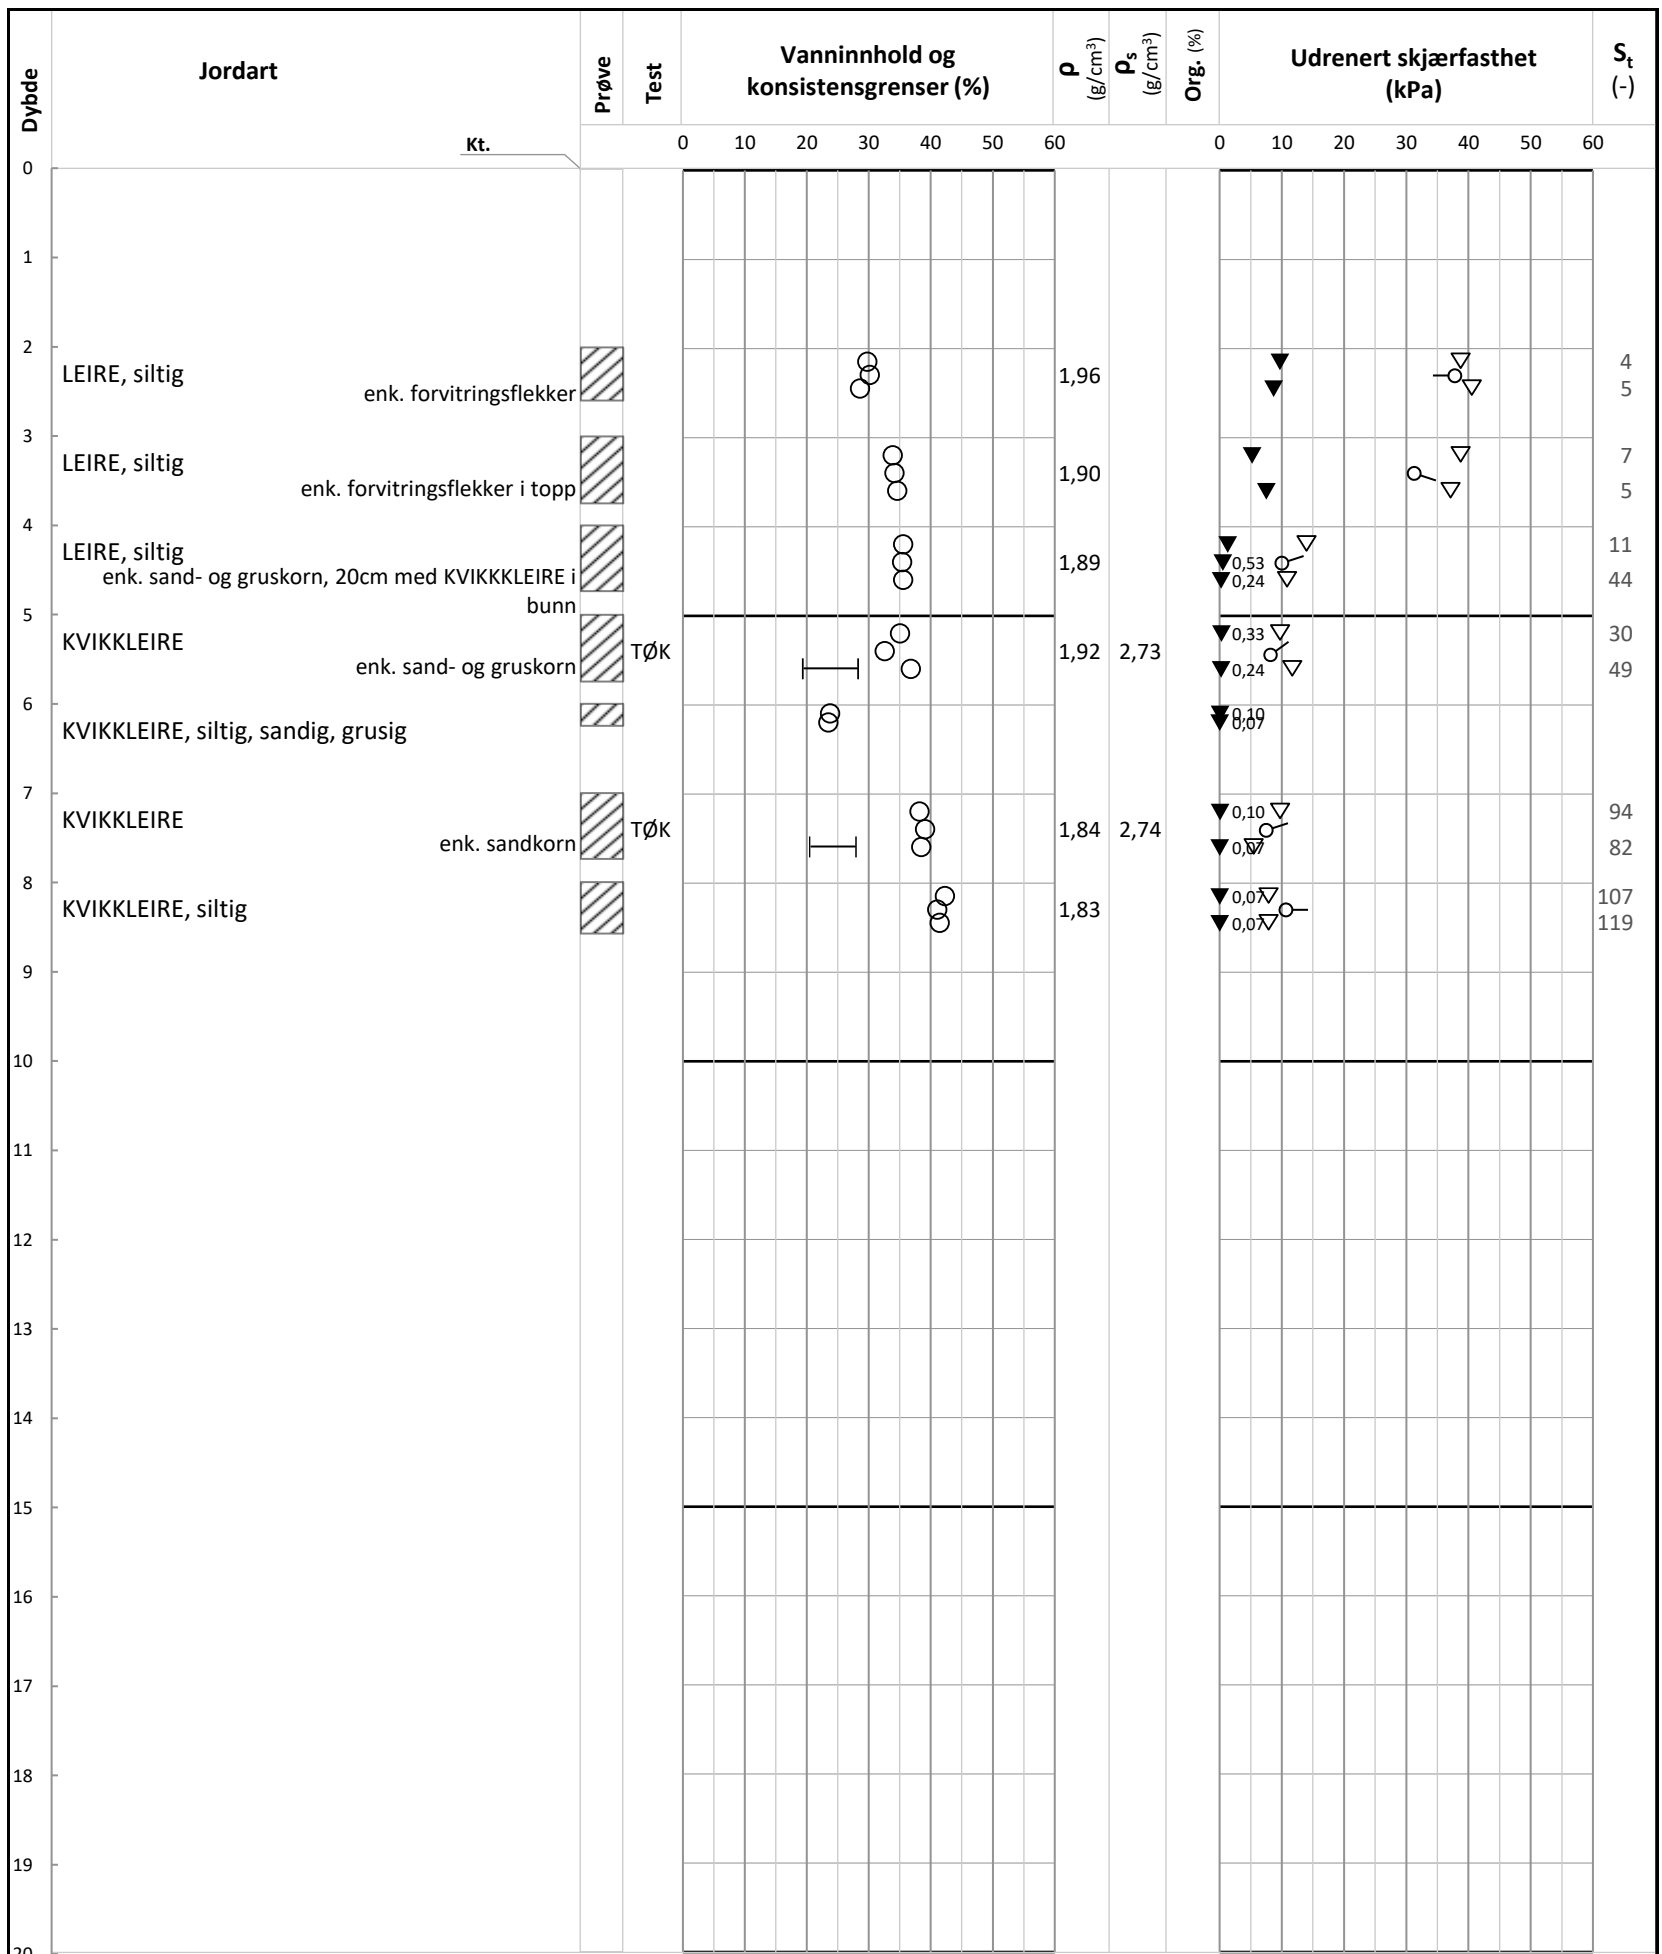 Dybde
Jordart
Kt.
Prøve
Test
Vanninnhold og
konsistensgrenser (%)
ρ
(g/cm³)
ρs
(g/cm³)
Org. (%)
Udrenert skjærfasthet
(kPa)
St
(-)
0 10 20 30 40 50 60
0 10 20 30 40 50 60
0
1
2
LEIRE, siltig
enk. forvitringsflekker
1,96
4
5
3
LEIRE, siltig
enk. forvitringsflekker i topp
1,90
7
5
4
LEIRE, siltig
enk. sand- og gruskorn, 20cm med KVIKKKLEIRE i
bunn
1,89
0,53
0,24
11
44
5
KVIKKLEIRE
enk. sand- og gruskorn
TØK
1,92
2,73
0,33
0,24
30
49
6
KVIKKLEIRE, siltig, sandig, grusig
0,10
0,07
7
KVIKKLEIRE
enk. sandkorn
TØK
1,84
2,74
0,10
0,07
94
82
8
KVIKKLEIRE, siltig
1,83
0,07
0,07
107
119
9
10
11
12
13
14
15
16
17
18
19
20